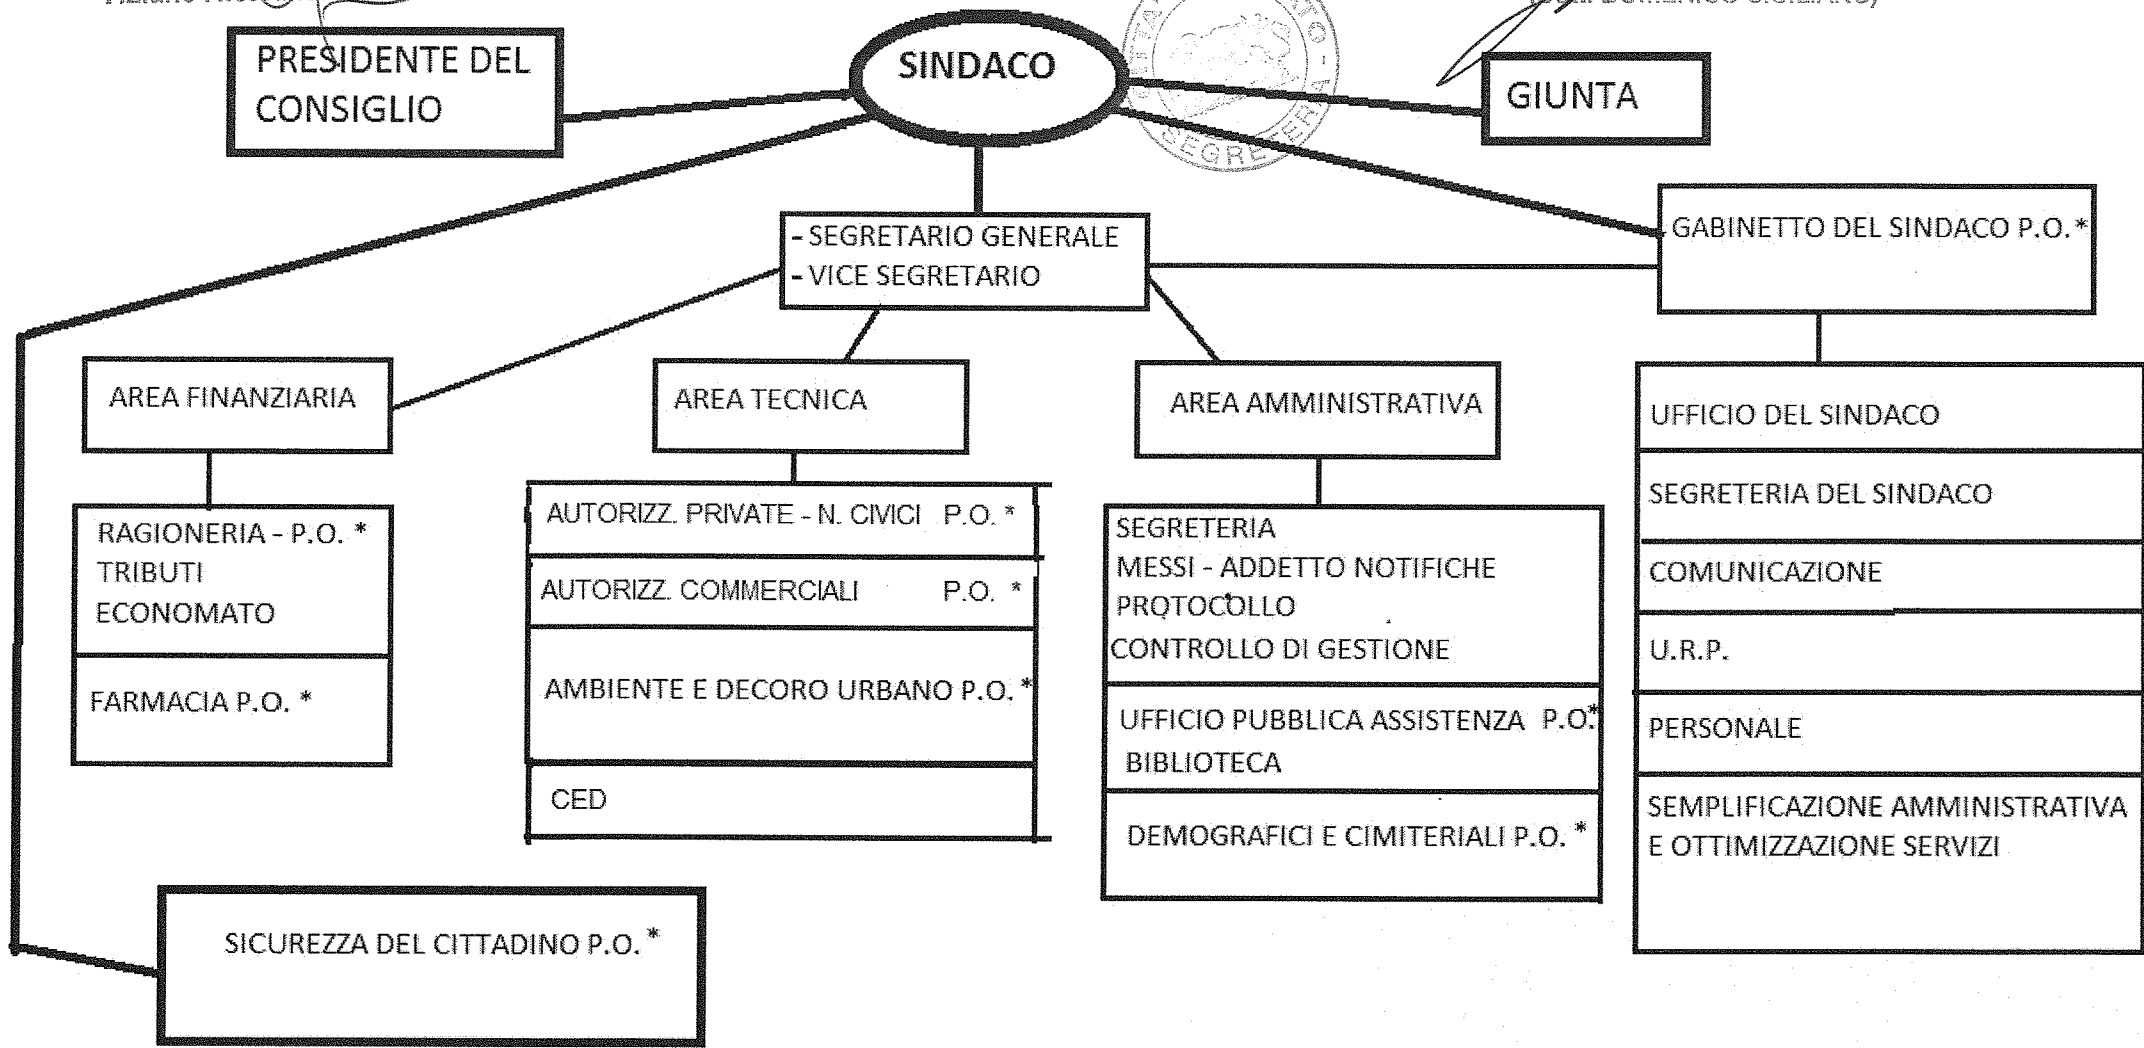 PRESIDENTE DEL
CONSIGLIO
SINDACO
SEGRETERIA
GIUNTA
- SEGRETARIO GENERALE
- VICE SEGRETARIO
GABINETTO DEL SINDACO P.O. *
AREA FINANZIARIA
AREA TECNICA
AREA AMMINISTRATIVA
RAGIONERIA - P.O. *
TRIBUTI
ECONOMATO
FARMACIA P.O. *
AUTORIZZ. PRIVATE - N. CIVICI P.O. *
AUTORIZZ. COMMERCIALI P.O. *
AMBIENTE E DECORO URBANO P.O. *
CED
SEGRETERIA
MESSI - ADDETTO NOTIFICHE
PROTOCOLLO
CONTROLLO DI GESTIONE
UFFICIO PUBBLICA ASSISTENZA P.O.*
BIBLIOTECA
DEMOGRAFICI E CIMITERIALI P.O. *
UFFICIO DEL SINDACO
SEGRETERIA DEL SINDACO
COMUNICAZIONE
U.R.P.
PERSONALE
SEMPLIFICAZIONE AMMINISTRATIVA
E OTTIMIZZAZIONE SERVIZI
SICUREZZA DEL CITTADINO P.O. *